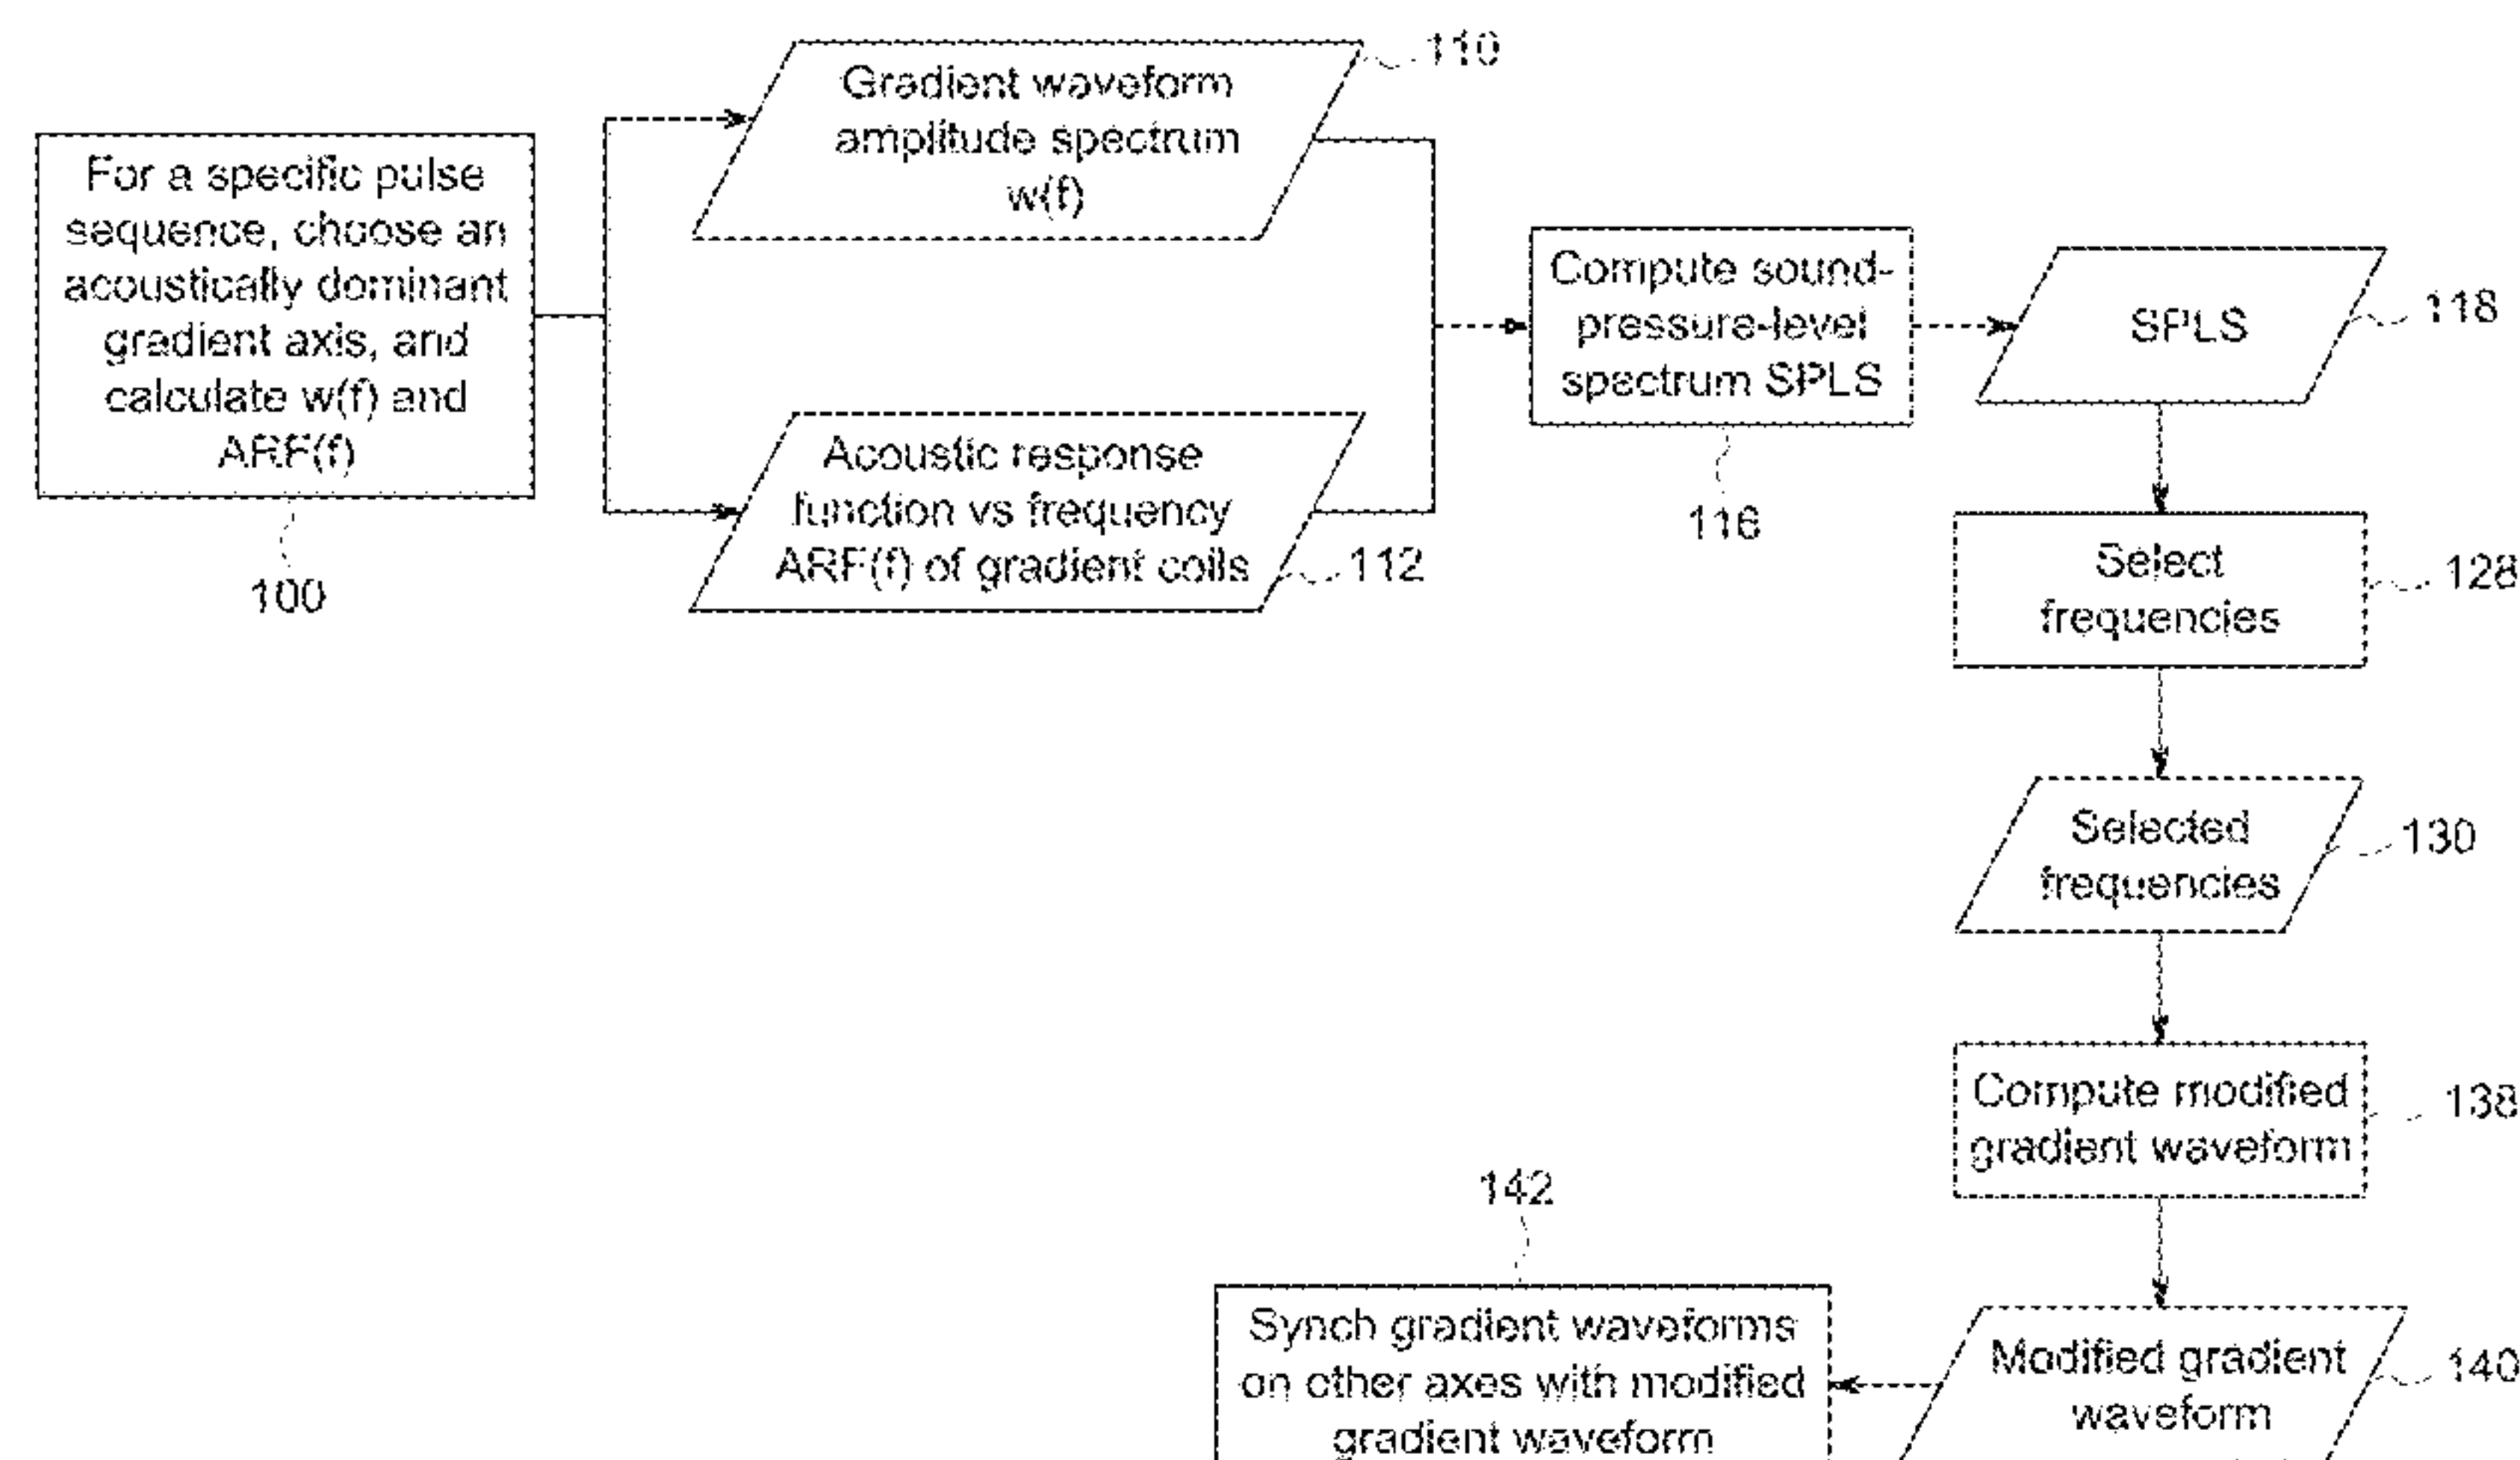 For a specific pulse
sequence, choose an
acoustically dominant
gradient axis, and
calculate w(f) and
ARF(f)
100
Gradient waveform
amplitude spectrum
w(f)
110
Acoustic response
function vs frequency
ARF(f) of gradient coils
112
Compute sound-
pressure-level
spectrum SPLS
116
SPLS
118
Select
frequencies
128
Selected
frequencies
130
Compute modified
gradient waveform
138
Modified gradient
waveform
140
142
Synch gradient waveforms
on other axes with modified
gradient waveform